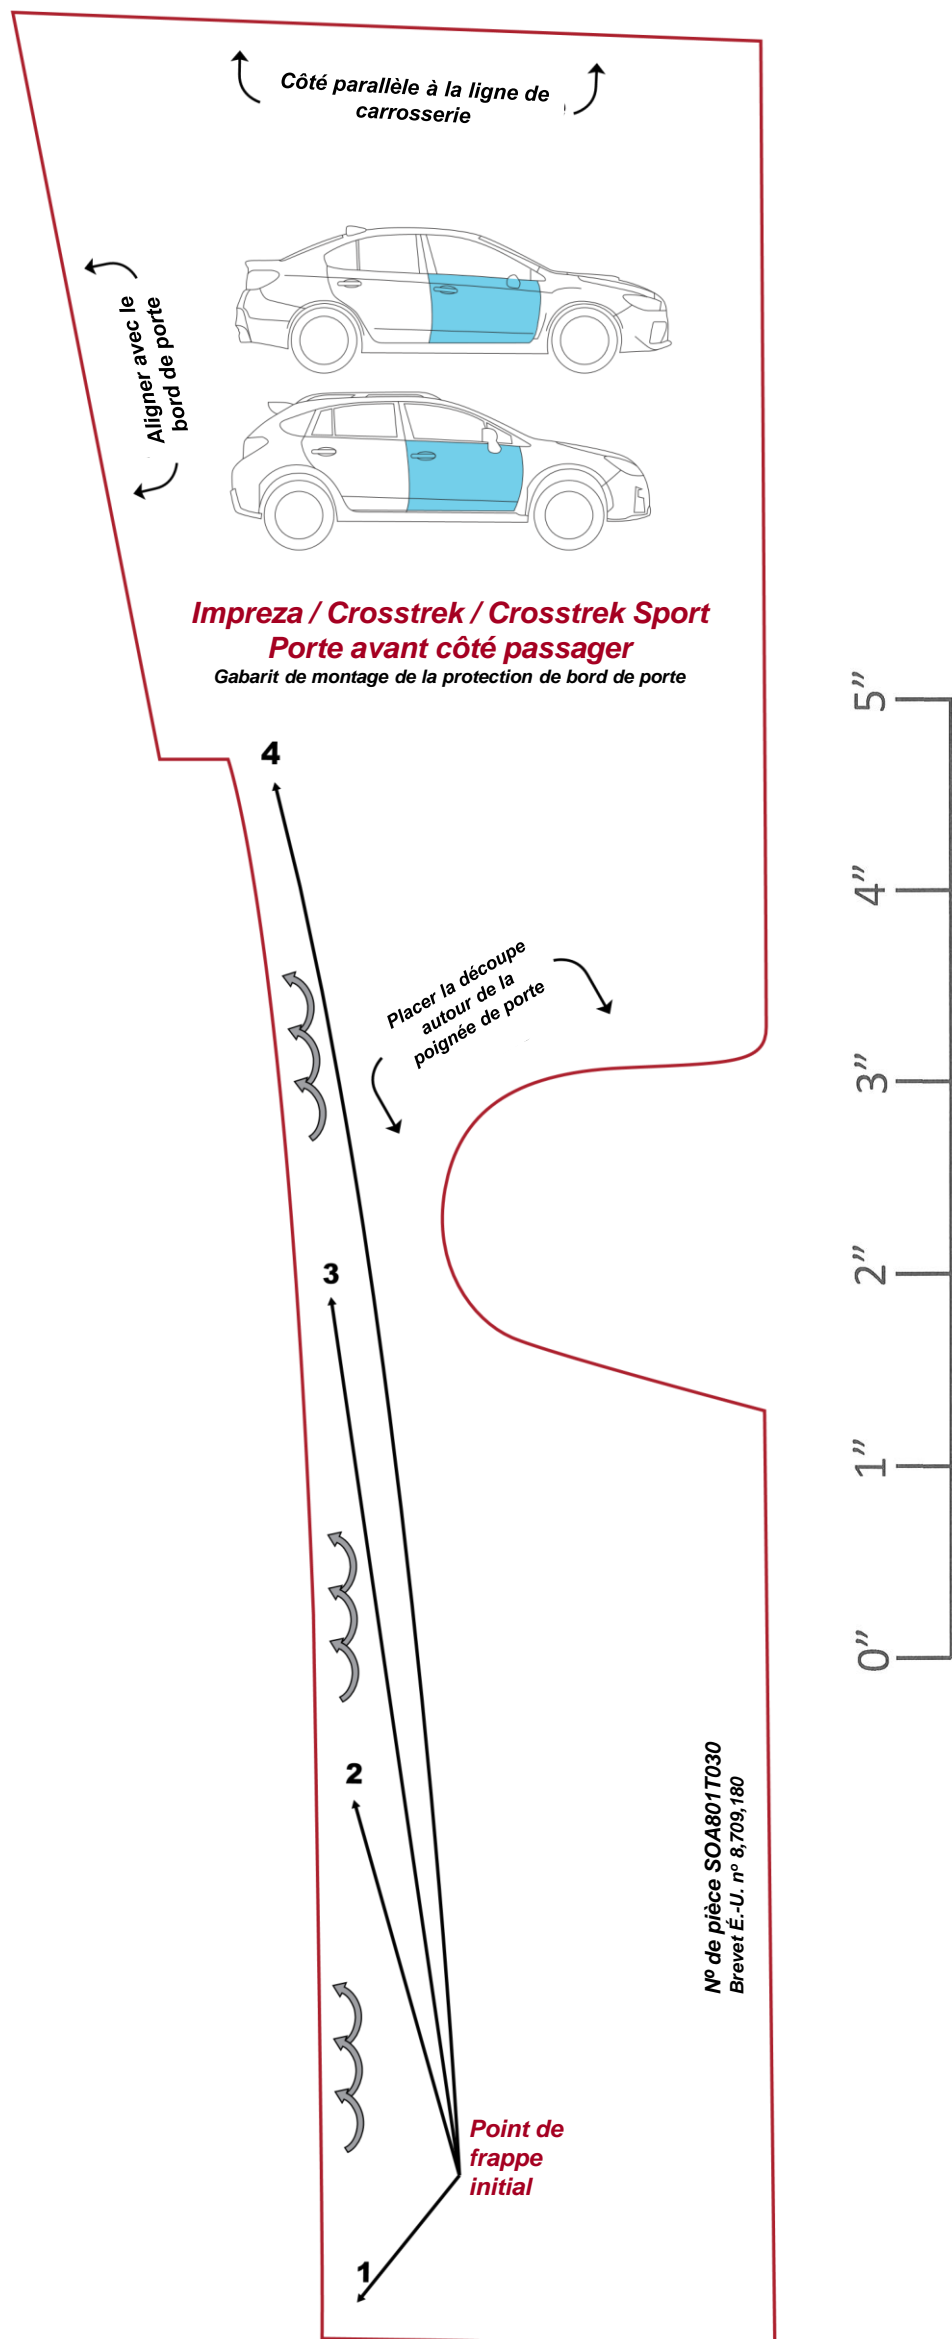 Côté parallèle à la ligne de
carrosserie
Aligner avec le
bord de porte
Impreza / Crosstrek / Crosstrek Sport
Porte avant côté passager
Gabarit de montage de la protection de bord de porte
5”
4
4”
Placer la découpe
autour de la
poignée de porte
3”
3
2”
1”
0”
2
Nº de pièce SOA801T030
Brevet É.-U. nº 8,709,180
Point de
frappe
initial
1